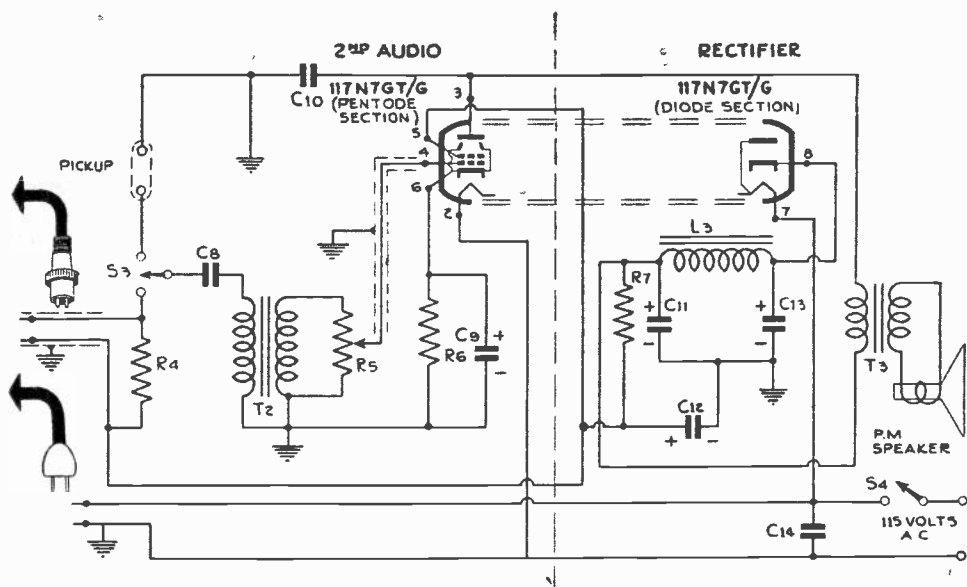 2ND AUDIO
RECTIFIER
117N7GT/G
(PENTODE
SECTION)
117N7GT/G
(DIODE SECTION)
C10
3
5
4
6
2
8
7
PICKUP
S3
C8
R4
T2
R5
R6
C9
+
-
L3
R7
+
C11
-
+
C13
-
C12
+
-
T3
P.M
SPEAKER
S4
115 VOLTS
A C
C14